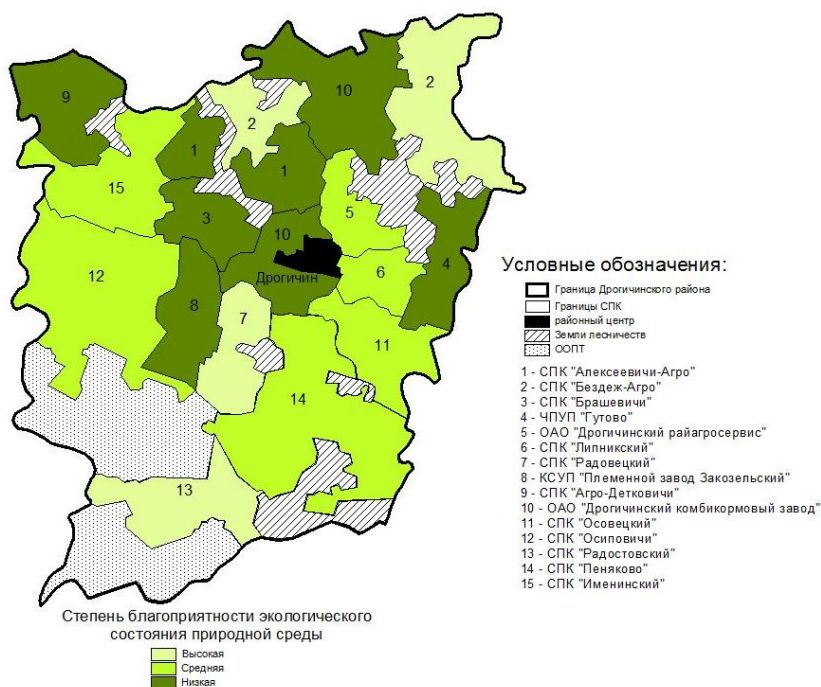 9
10
2
2
1
1
15
5
3
10
4
12
6
Дрогичин
8
7
11
14
13
Условные обозначения:
Граница Дрогичинского района
Границы СПК
районный центр
Земли лесничеств
ООПТ
1 - СПК "Алексеевичи-Агро"
2 - СПК "Бездеж-Агро"
3 - СПК "Брашевичи"
4 - ЧПУП "Гутово"
5 - ОАО "Дрогичинский райагросервис"
6 - СПК "Липникский"
7 - СПК "Радовецкий"
8 - КСУП "Племенной завод Закозельский"
9 - СПК "Агро-Детковичи"
10 - ОАО "Дрогичинский комбикормовый завод"
11 - СПК "Осовецкий"
12 - СПК "Осиповичи"
13 - СПК "Радостовский"
14 - СПК "Пеняково"
15 - СПК "Именинский"
Степень благоприятности экологического
состояния природной среды
Высокая
Средняя
Низкая